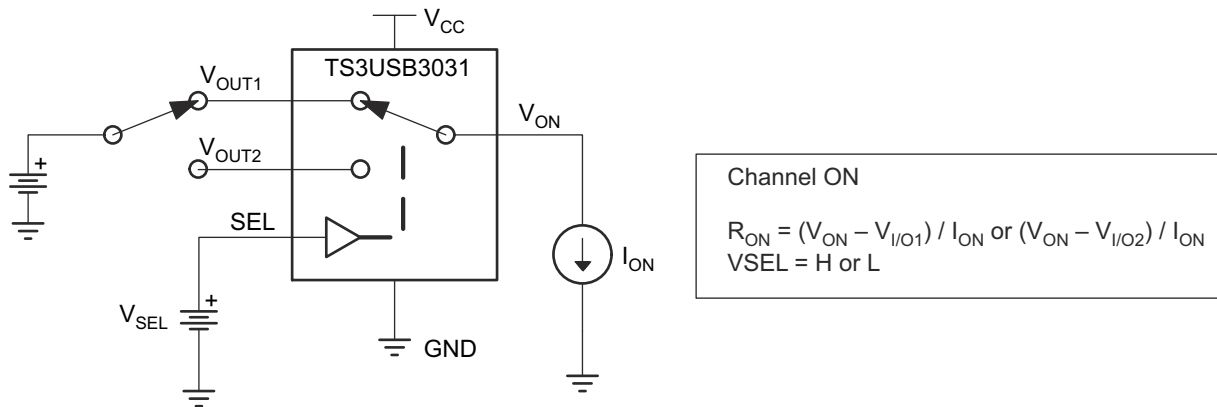 V_CC
TS3USB3031
V_OUT1
V_ON
+
V_OUT2
SEL
I_ON
+
V_SEL
GND
Channel ON
R_ON = (V_ON – V_I/O1) / I_ON or (V_ON – V_I/O2) / I_ON
VSEL = H or L